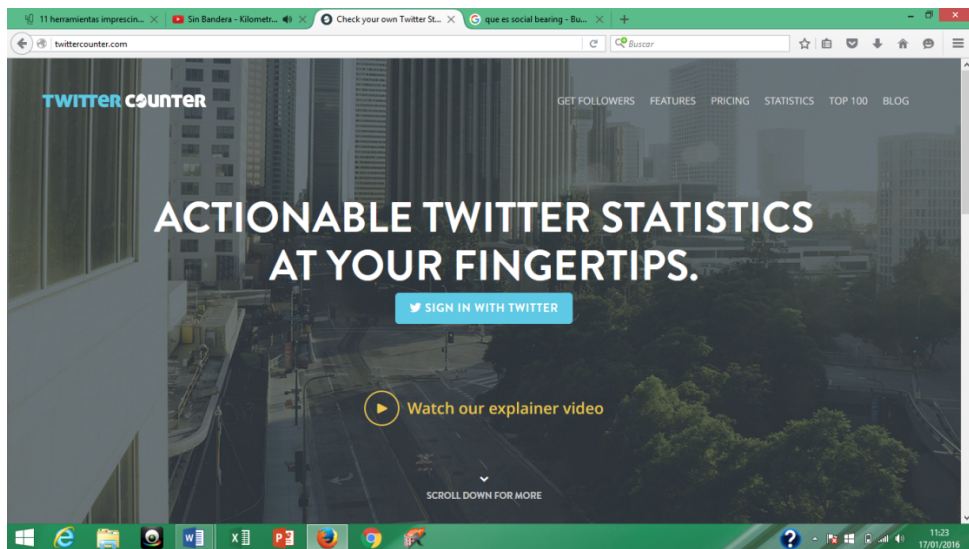 11 herramientas imprescin...
Sin Bandera - Kilometr...
Check your own Twitter St...
que es social bearing - Bu...
twittercounter.com
Buscar
TWITTER COUNTER
GET FOLLOWERS FEATURES PRICING STATISTICS TOP 100 BLOG
ACTIONABLE TWITTER STATISTICS
AT YOUR FINGERTIPS.
SIGN IN WITH TWITTER
Watch our explainer video
SCROLL DOWN FOR MORE
11:23
17/01/2016